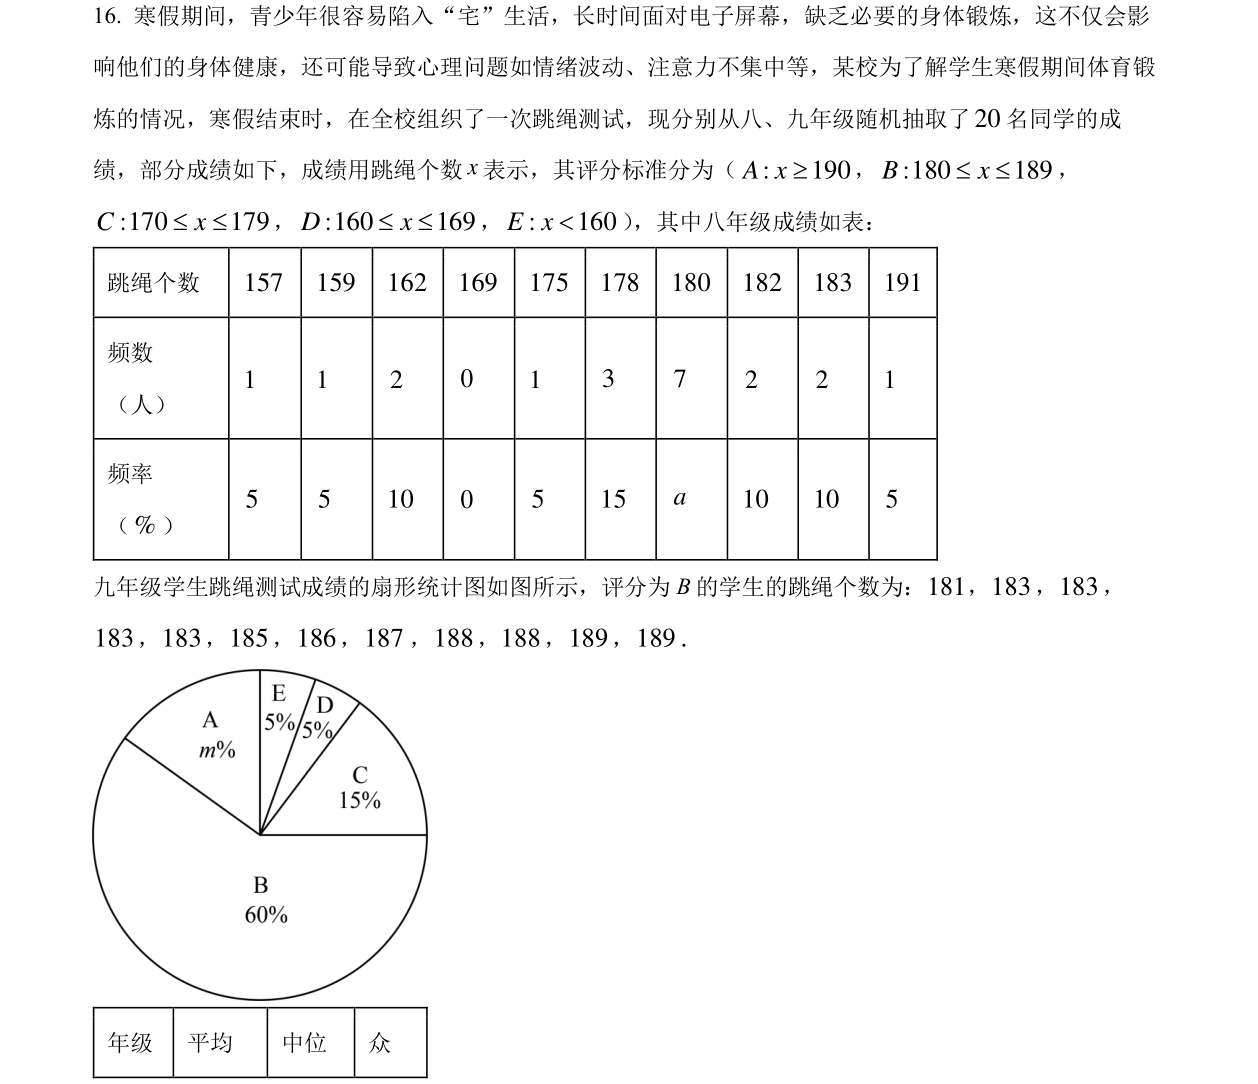 16. 寒假期间，青少年很容易陷入“宅”生活，长时间面对电子屏幕，缺乏必要的身体锻炼，这不仅会影
响他们的身体健康，还可能导致心理问题如情绪波动、注意力不集中等，某校为了解学生寒假期间体育锻
炼的情况，寒假结束时，在全校组织了一次跳绳测试，现分别从八、九年级随机抽取了 20 名同学的成
绩，部分成绩如下，成绩用跳绳个数 x 表示，其评分标准分为（ A : x ≥ 190， B :180 ≤ x ≤ 189，
C :170 ≤ x ≤ 179， D :160 ≤ x ≤ 169， E : x < 160 ），其中八年级成绩如表：
跳绳个数 157 159 162 169 175 178 180 182 183 191
频数
（人） 1 1 2 0 1 3 7 2 2 1
频率
（ % ） 5 5 10 0 5 15 a 10 10 5
九年级学生跳绳测试成绩的扇形统计图如图所示，评分为 B 的学生的跳绳个数为：181，183，183，
183，183，185，186，187，188，188，189，189．
E
5%
D
5%
A
m%
C
15%
B
60%
年级 平均 中位 众